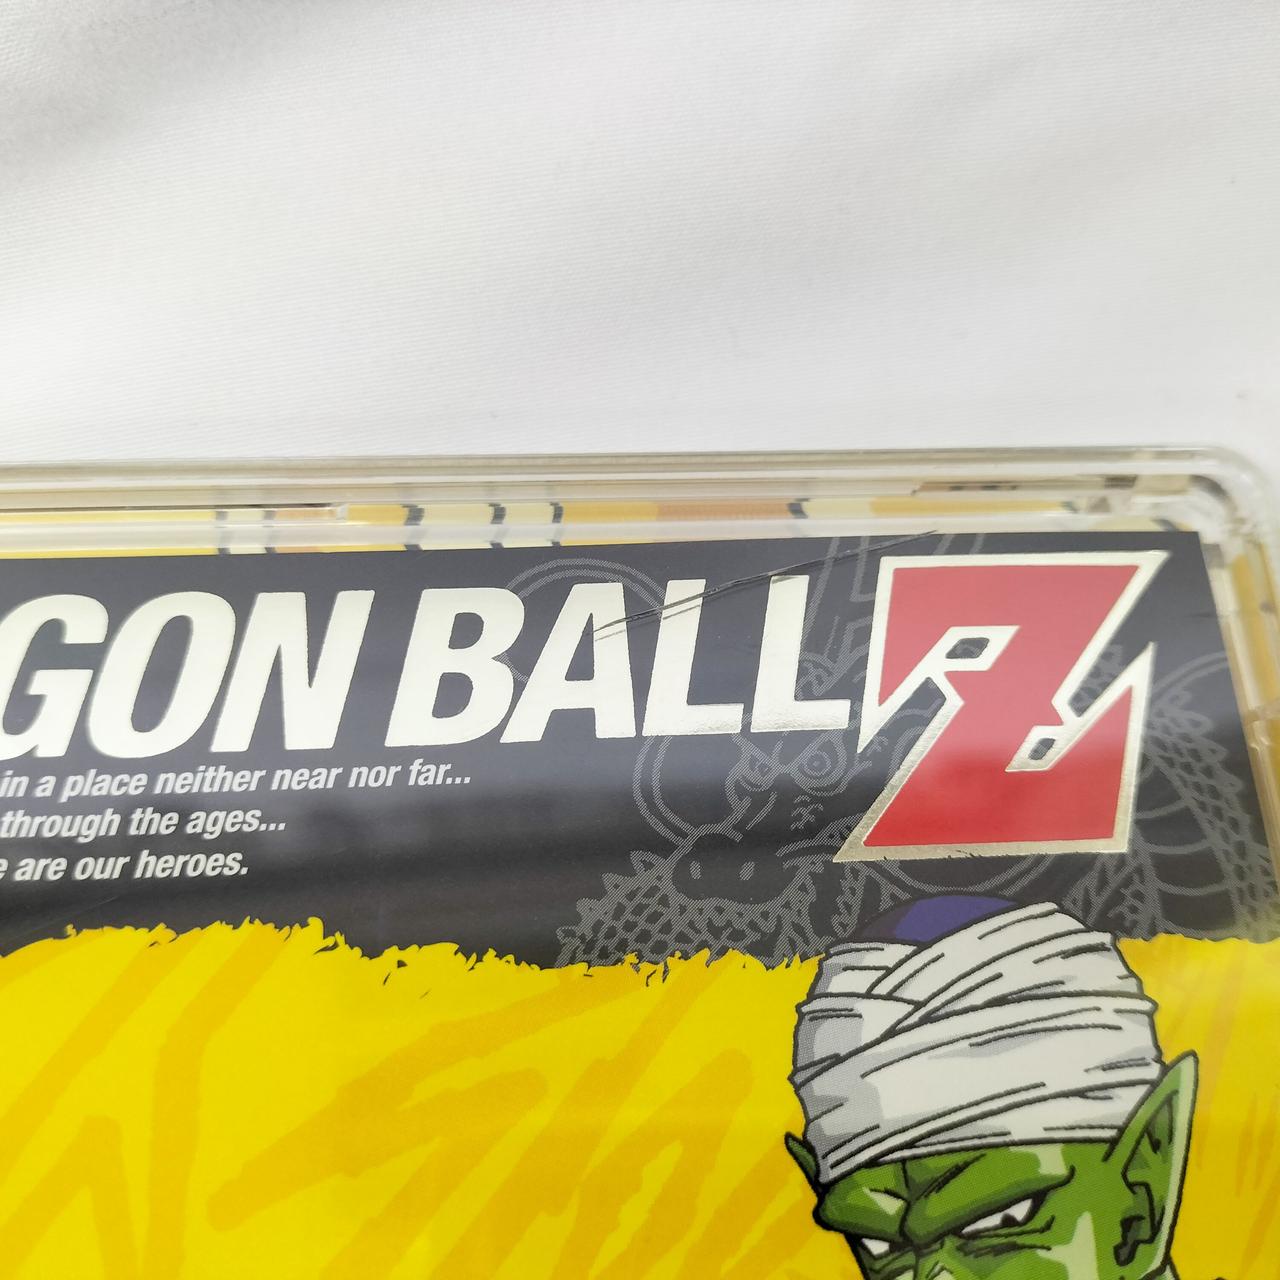 GON BALL Z
in a place neither near nor far...
through the ages...
e are our heroes.